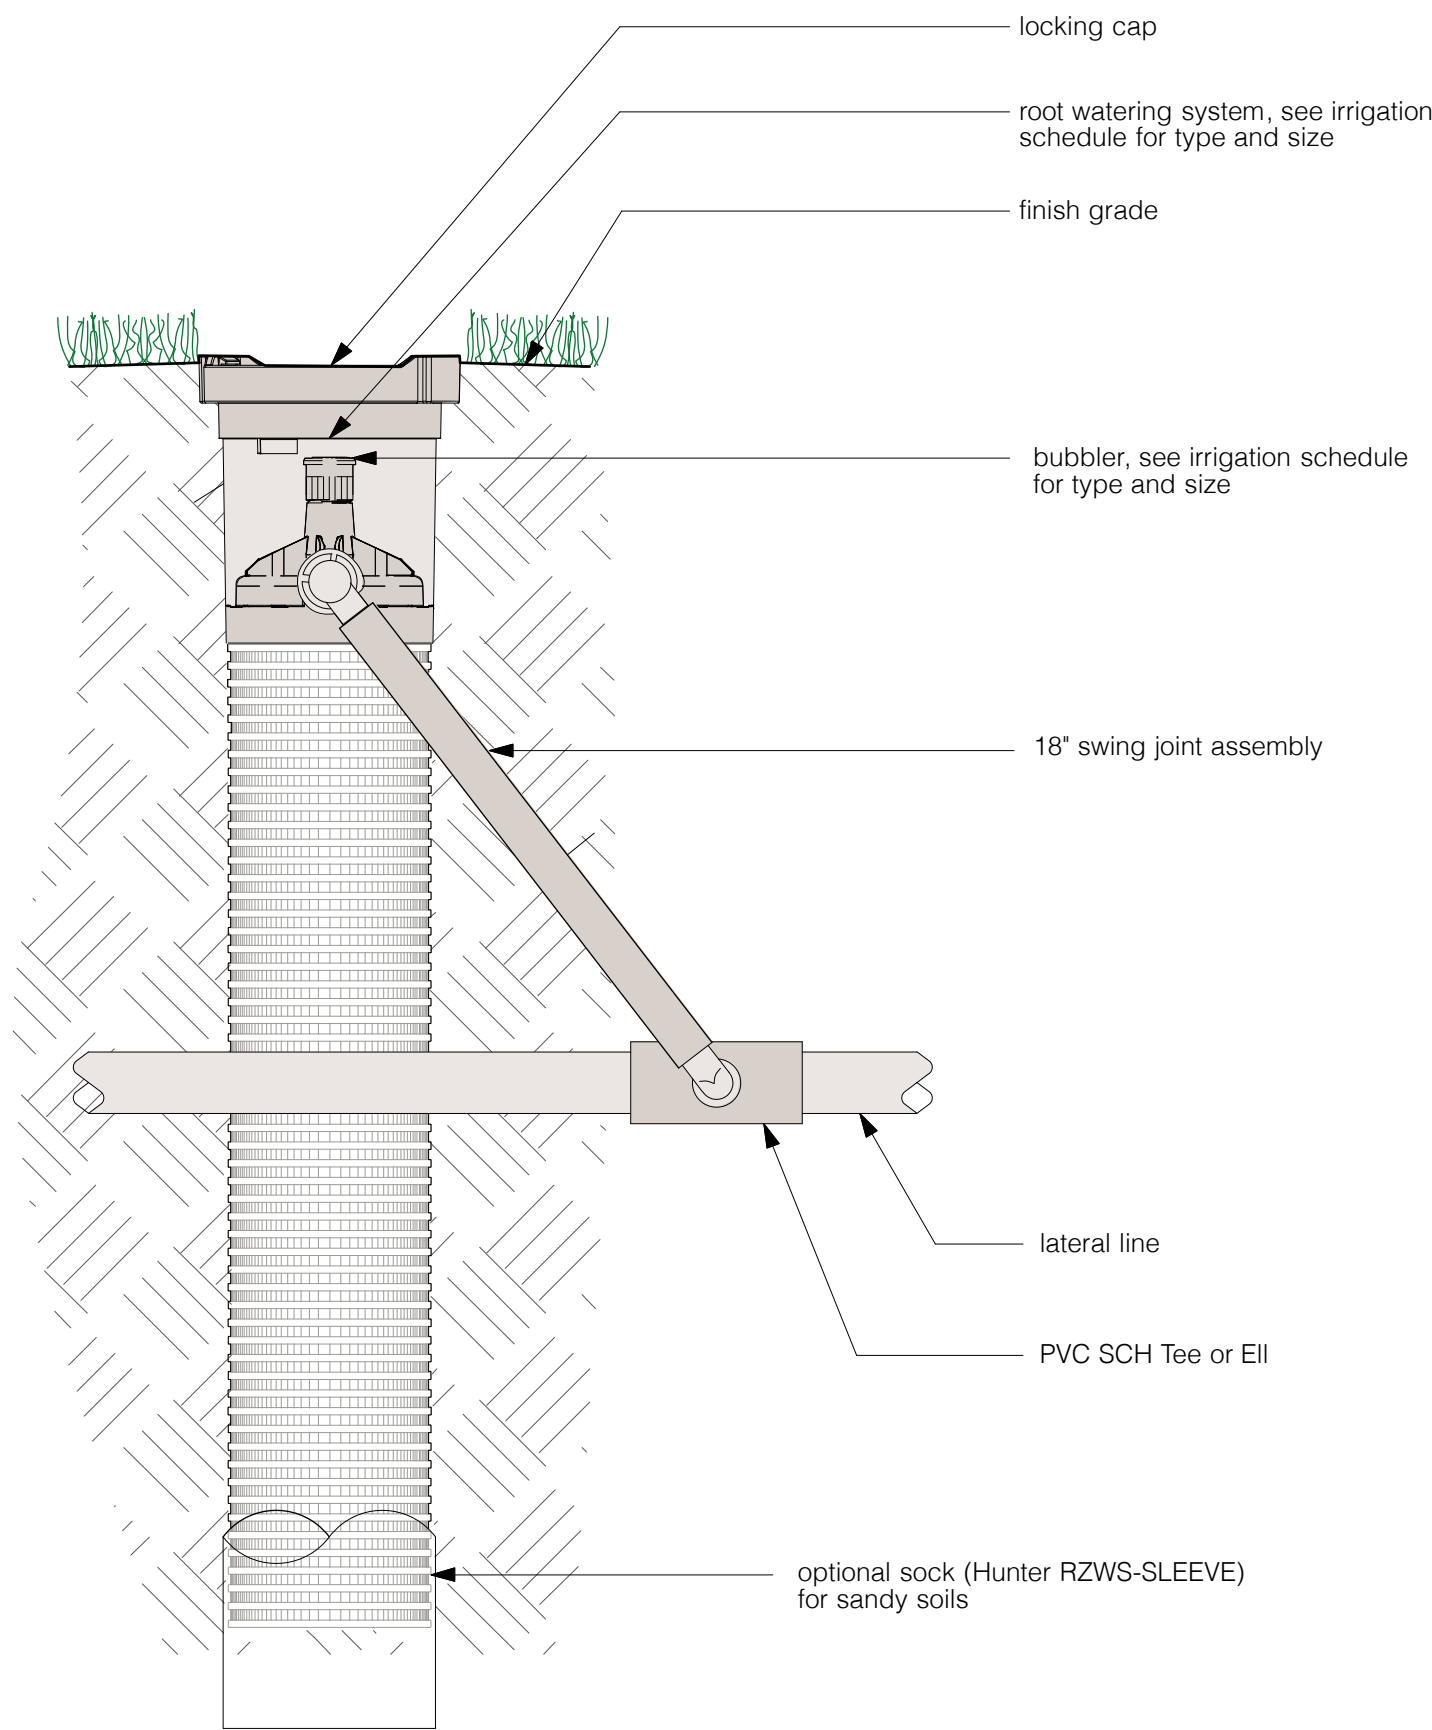 locking cap
root watering system, see irrigation
schedule for type and size
finish grade
bubbler, see irrigation schedule
for type and size
18" swing joint assembly
lateral line
PVC SCH Tee or Ell
optional sock (Hunter RZWS-SLEEVE)
for sandy soils